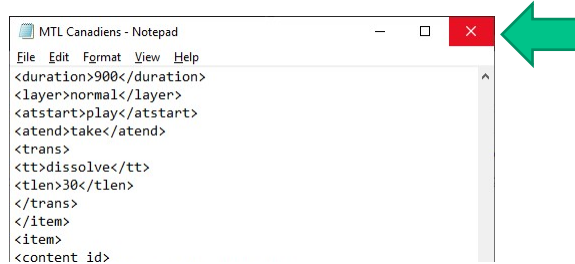 MTL Canadiens - Notepad
File Edit Format View Help
<duration>900</duration>
<layer>normal</layer>
<atstart>play</atstart>
<atend>take</atend>
<trans>
<tt>dissolve</tt>
<tlen>30</tlen>
</trans>
</item>
<item>
<content id>